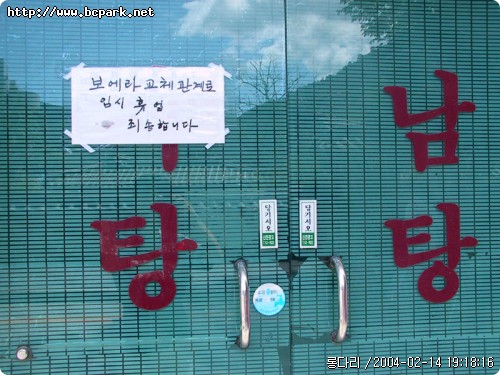 http://www.bcpark.net
보에라교체관계로
임시 휴업
죄송합니다
탕
남
탕
당기시오
당기시오
롱다리 /2004-02-14 19:18:16